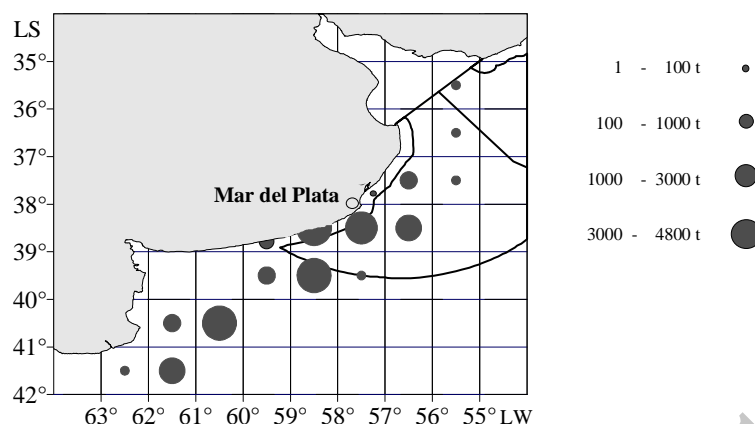 LS
35°
36°
37°
38°
39°
40°
41°
42°
Mar del Plata
63° 62° 61° 60° 59° 58° 57° 56° 55° LW
1 - 100 t
100 - 1000 t
1000 - 3000 t
3000 - 4800 t